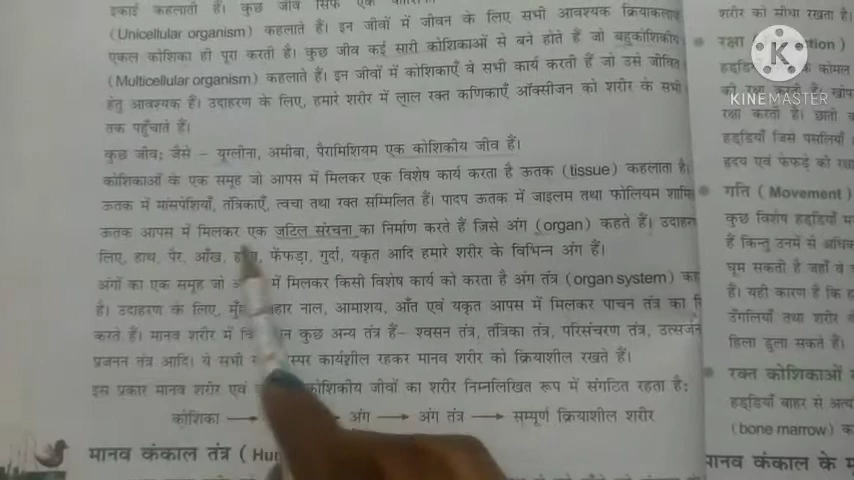 इकाई कहलाती है। कुछ जीव सिर्फ एक
(Unicellular organism) कहलाते हैं। इन जीवों में जीवन के लिए सभी आवश्यक क्रियाकलाप
एकल कोशिका ही पूरा करती है। कुछ जीव कई सारी कोशिकाओं से बने होते हैं जो बहुकोशिकीय
(Multicellular organism) कहलाते हैं। इन जीवों में कोशिकाएँ वे सभी कार्य करती हैं जो उसे जीवित
हेतु आवश्यक हैं। उदाहरण के लिए, हमारे शरीर में लाल रक्त कणिकाएँ ऑक्सीजन को शरीर के सभी
तक पहुँचाते हैं।
कुछ जीव: जैसे – यूग्लीना, अमीबा, पैरामिशियम एक कोशिकीय जीव हैं।
कोशिकाओं के एक समूह जो आपस में मिलकर एक विशेष कार्य करता है ऊतक (tissue) कहलाता है।
ऊतक में मांसपेशियाँ, तंत्रिकाएँ, त्वचा तथा रक्त सम्मिलित हैं। पादप ऊतक में जाइलम तथा फोलियम शामि
ऊतक आपस में मिलकर एक जटिल संरचना का निर्माण करते हैं जिसे अंग (organ) कहते हैं। उदाहरण
लिए, हाथ, पैर, आँख, फेंफड़ा, गुर्दा, यकृत आदि हमारे शरीर के विभिन्न अंग हैं।
अंगों का एक समूह जो में मिलकर किसी विशेष कार्य को करता है अंग तंत्र (organ system) क
है। उदाहरण के लिए, नाल, आमाशय, आँत एवं यकृत आपस में मिलकर पाचन तंत्र का
करते हैं। मानव शरीर में कुछ अन्य तंत्र हैं– श्वसन तंत्र, तंत्रिका तंत्र, परिसंचरण तंत्र, उत्सर्जन
प्रजनन तंत्र आदि। ये सभी कार्यशील रहकर मानव शरीर को क्रियाशील रखते हैं।
इस प्रकार मानव शरीर एवं कोशिकीय जीवों का शरीर निम्नलिखित रूप में संगठित रहता है:
कोशिका → → अंग → अंग तंत्र → सम्पूर्ण क्रियाशील शरीर
मानव कंकाल तंत्र (Hu
शरीर को सीधा रखता है।
रक्षा
के कोमल
की रक्षा करती है।
रक्षा करती है। छाती
हड्डियाँ जिसे पसलियाँ
हृदय एवं फेफड़े को
गति (Movement)
कुछ विशेष हड्डियाँ
हैं किन्तु उनमें से अधि
घूम सकती है जहाँ वे
हैं। यही कारण है कि
उँगलियाँ तथा शरीर
हिला डुला सकते हैं।
रक्त कोशिकाओं
हड्डियाँ बाहर से
(bone marrow) क
मानव कंकाल के
K
KINEMASTER